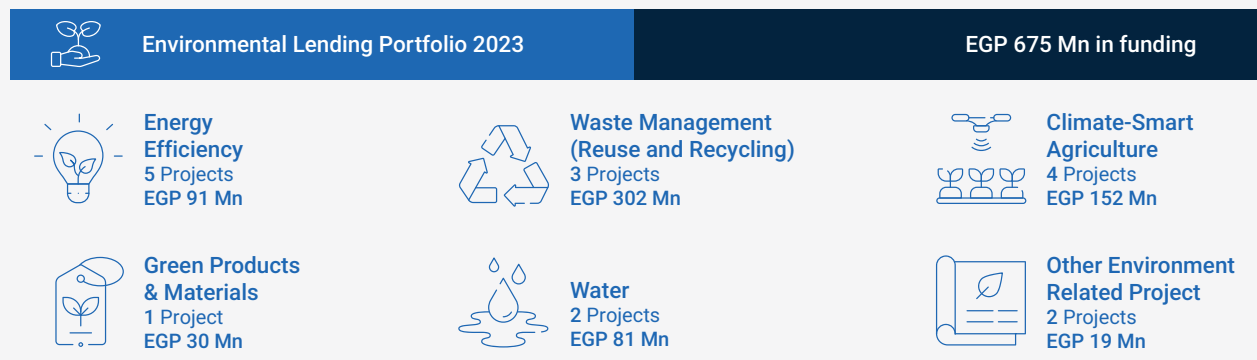 Environmental Lending Portfolio 2023
EGP 675 Mn in funding
Energy
Efficiency
5 Projects
EGP 91 Mn
Waste Management
(Reuse and Recycling)
3 Projects
EGP 302 Mn
Climate-Smart
Agriculture
4 Projects
EGP 152 Mn
Green Products
& Materials
1 Project
EGP 30 Mn
Water
2 Projects
EGP 81 Mn
Other Environment
Related Project
2 Projects
EGP 19 Mn